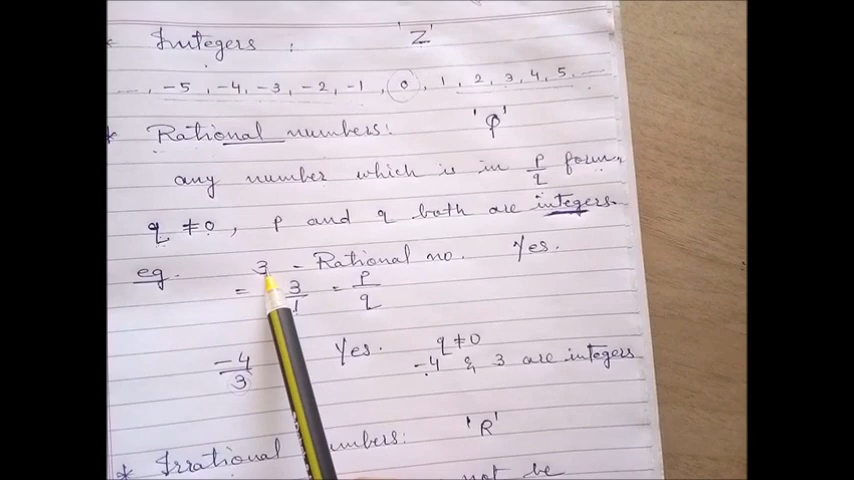 * Integers : 'Z'
..., -5, -4, -3, -2, -1, 0, 1, 2, 3, 4, 5, ...
* Rational numbers: 'φ'
any number which is in p/q form,
q ≠ 0, p and q both are integers.
eg. 3 - Rational no. Yes.
= 3/1 = p/q
-4/3 Yes. q ≠ 0
-4 & 3 are integers
* Irrational numbers: 'R'
not be